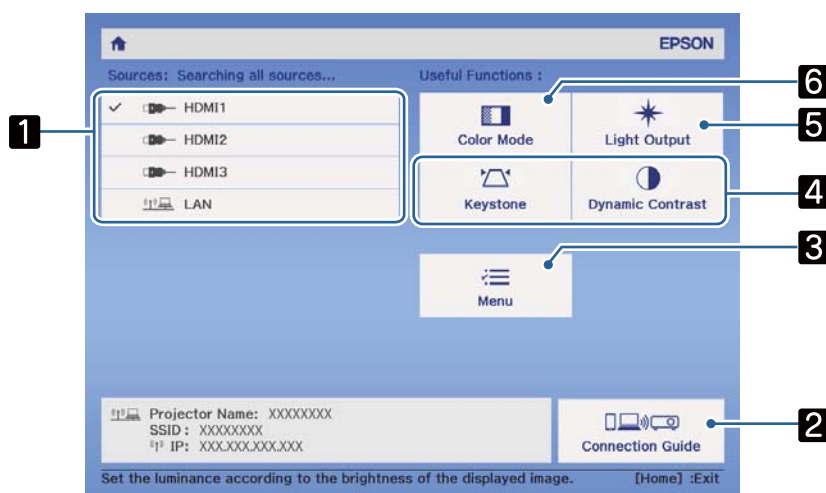 EPSON
Sources: Searching all sources...
Useful Functions :
1
✓ HDMI1
HDMI2
HDMI3
LAN
6
Color Mode
Light Output
5
Keystone
Dynamic Contrast
4
3
Menu
Projector Name: XXXXXXXX
SSID : XXXXXXXX
IP: XXX.XXX.XXX.XXX
Connection Guide
2
Set the luminance according to the brightness of the displayed image. [Home] :Exit